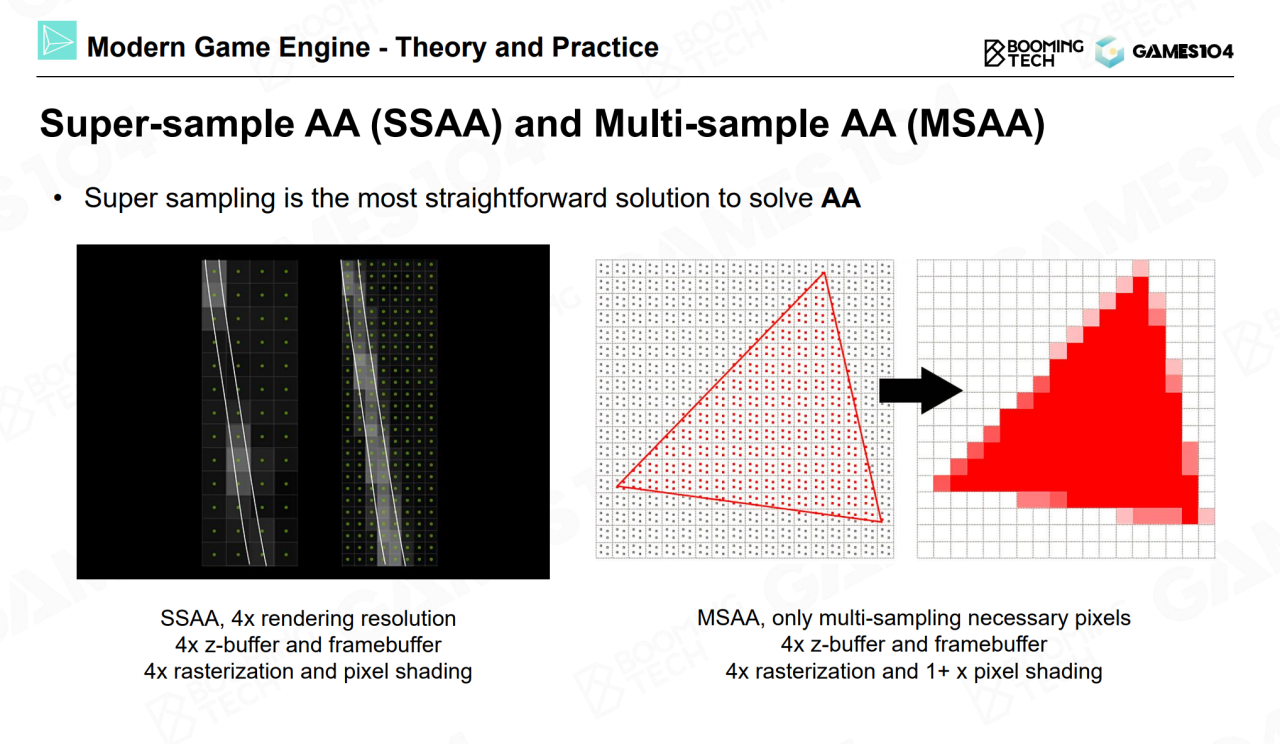 Modern Game Engine - Theory and Practice
BOOMING TECH
GAMES104
Super-sample AA (SSAA) and Multi-sample AA (MSAA)
• Super sampling is the most straightforward solution to solve AA
SSAA, 4x rendering resolution
4x z-buffer and framebuffer
4x rasterization and pixel shading
MSAA, only multi-sampling necessary pixels
4x z-buffer and framebuffer
4x rasterization and 1+ x pixel shading